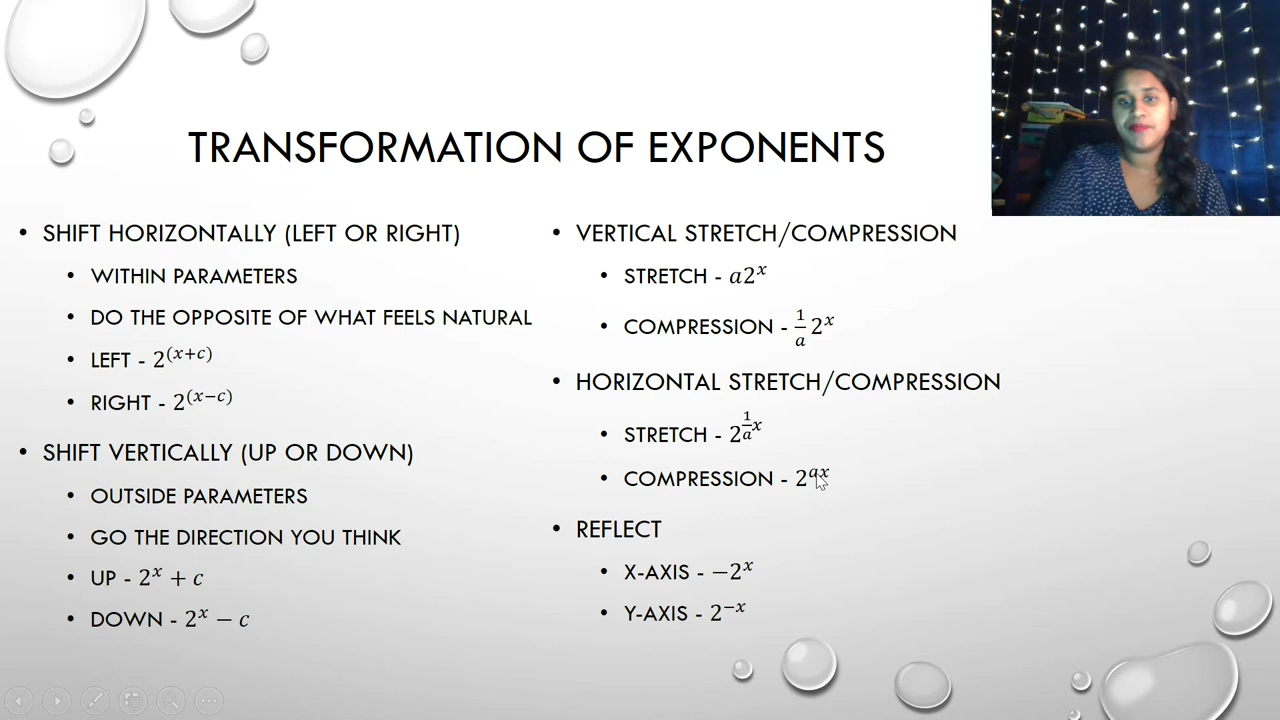 TRANSFORMATION OF EXPONENTS
• SHIFT HORIZONTALLY (LEFT OR RIGHT)
• WITHIN PARAMETERS
• DO THE OPPOSITE OF WHAT FEELS NATURAL
• LEFT - 2^(x+c)
• RIGHT - 2^(x−c)
• SHIFT VERTICALLY (UP OR DOWN)
• OUTSIDE PARAMETERS
• GO THE DIRECTION YOU THINK
• UP - 2^x + c
• DOWN - 2^x − c
• VERTICAL STRETCH/COMPRESSION
• STRETCH - a2^x
• COMPRESSION - 1/a 2^x
• HORIZONTAL STRETCH/COMPRESSION
• STRETCH - 2^(1/a x)
• COMPRESSION - 2^ax
• REFLECT
• X-AXIS - −2^x
• Y-AXIS - 2^−x